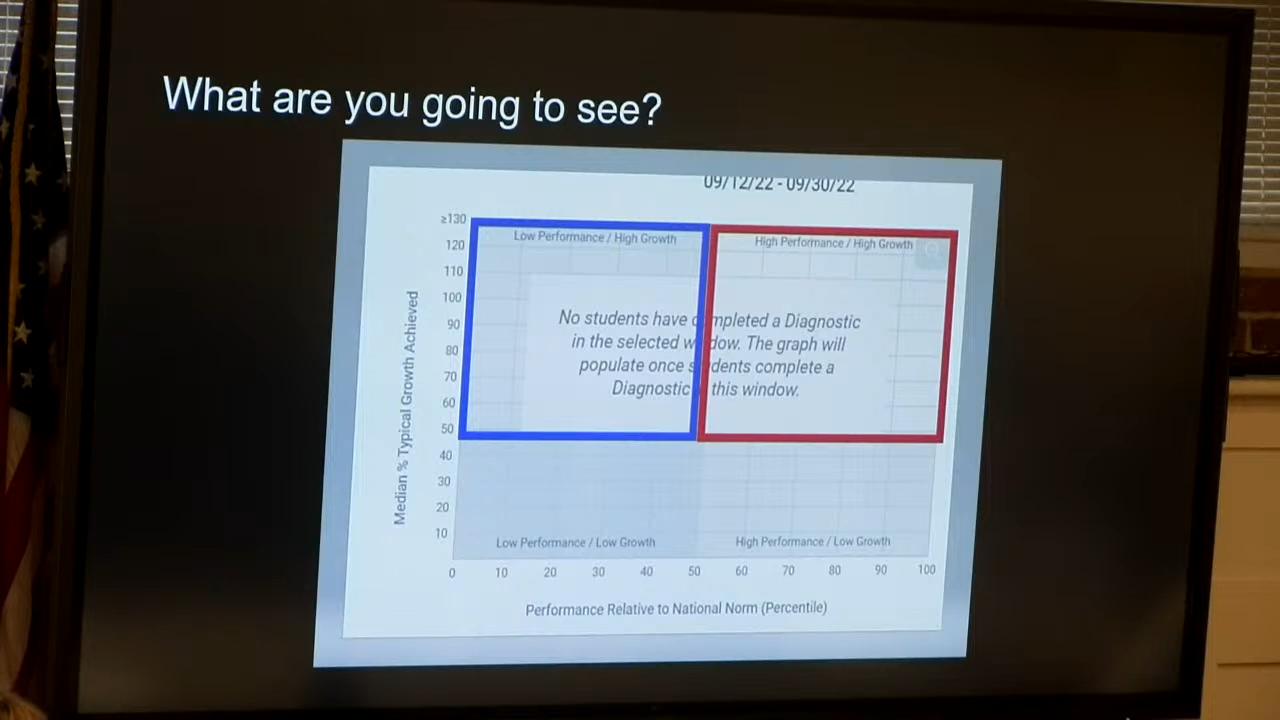 What are you going to see?
09/12/22 - 09/30/22
≥130
120
110
100
90
80
70
60
50
40
30
20
10
Median % Typical Growth Achieved
Low Performance / High Growth
High Performance / High Growth
No students have completed a Diagnostic
in the selected window. The graph will
populate once students complete a
Diagnostic this window.
Low Performance / Low Growth
High Performance / Low Growth
0 10 20 30 40 50 60 70 80 90 100
Performance Relative to National Norm (Percentile)